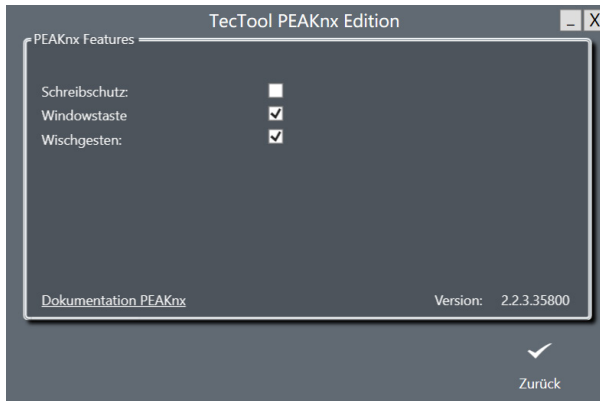 TecTool PEAKnx Edition
_ X
PEAKnx Features
Schreibschutz:
Windowstaste
Wischgesten:
Dokumentation PEAKnx Version: 2.2.3.35800
Zurück